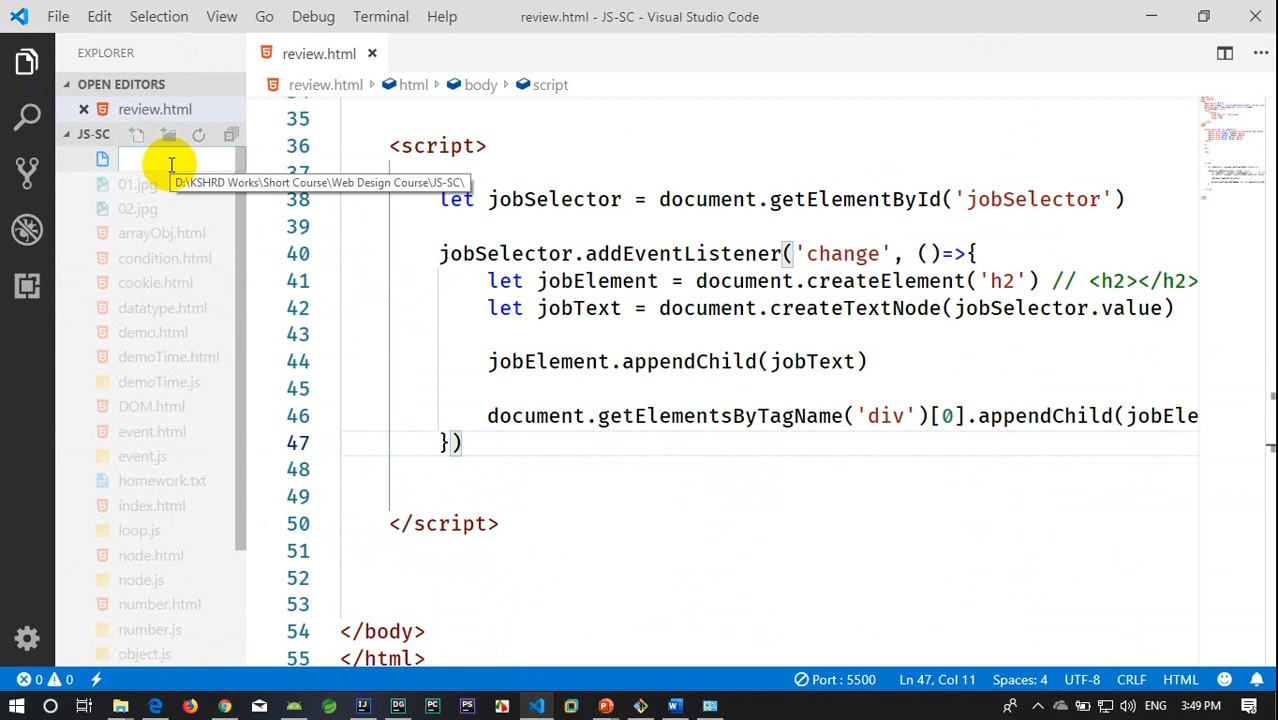 File Edit Selection View Go Debug Terminal Help review.html - JS-SC - Visual Studio Code
EXPLORER
review.html
OPEN EDITORS
review.html
JS-SC
D:\KSHRD Works\Short Course\Web Design Course\JS-SC\
01.jpg
02.jpg
arrayObj.html
condition.html
cookie.html
datatype.html
demo.html
demoTime.html
demoTime.js
DOM.html
event.html
event.js
homework.txt
index.html
loop.js
node.html
node.js
number.html
number.js
object.js
review.html html body script
35
36 <script>
38 let jobSelector = document.getElementById('jobSelector')
39
40 jobSelector.addEventListener('change', ()=>{
41 let jobElement = document.createElement('h2') // <h2></h2>
42 let jobText = document.createTextNode(jobSelector.value)
43
44 jobElement.appendChild(jobText)
45
46 document.getElementsByTagName('div')[0].appendChild(jobEle
47 })
48
49
50 </script>
51
52
53
54 </body>
55 </html>
0 0 Port : 5500 Ln 47, Col 11 Spaces: 4 UTF-8 CRLF HTML
IJ DG PC PS 3:49 PM